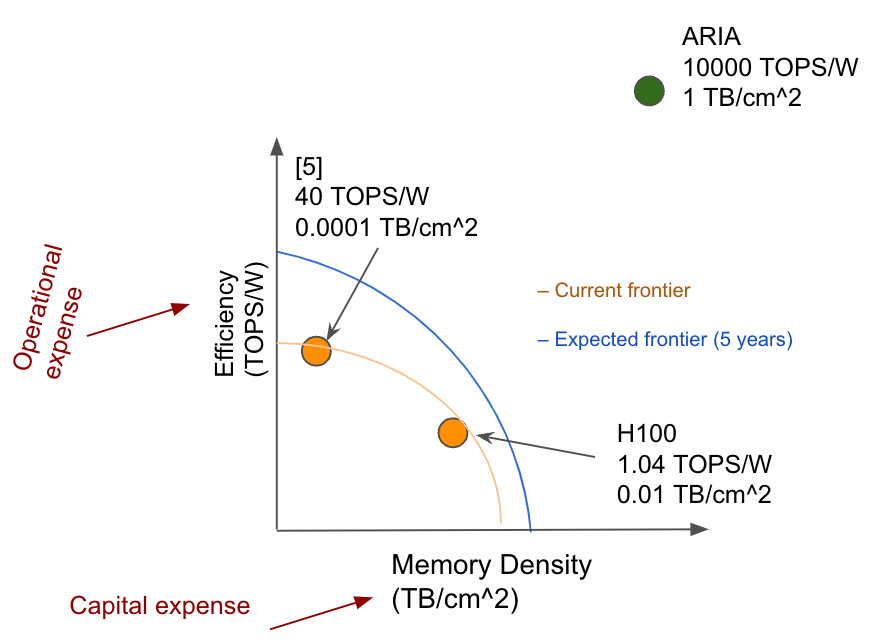 ARIA
10000 TOPS/W
1 TB/cm^2
[5]
40 TOPS/W
0.0001 TB/cm^2
Operational
expense
Efficiency
(TOPS/W)
– Current frontier
– Expected frontier (5 years)
H100
1.04 TOPS/W
0.01 TB/cm^2
Memory Density
(TB/cm^2)
Capital expense